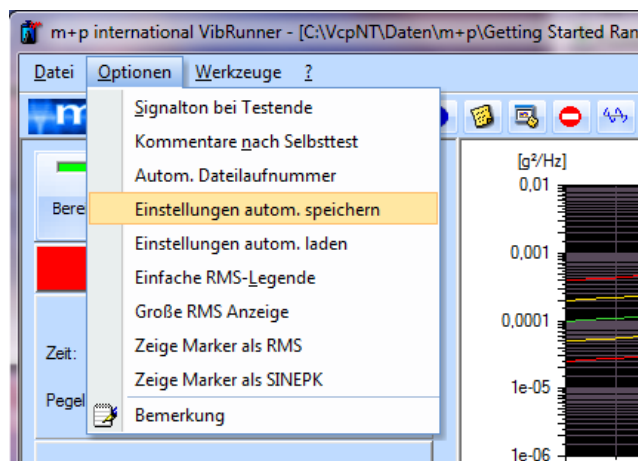 m+p international VibRunner - [C:\VcpNT\Daten\m+p\Getting Started Ran
Datei Optionen Werkzeuge ?
m
Signalton bei Testende
Kommentare nach Selbsttest
Autom. Dateilaufnummer
Einstellungen autom. speichern
Einstellungen autom. laden
Einfache RMS-Legende
Große RMS Anzeige
Zeige Marker als RMS
Zeige Marker als SINEPK
Bemerkung
Bere
Zeit:
Pegel
[g²/Hz]
0,01
0,001
0,0001
1e-05
1e-06